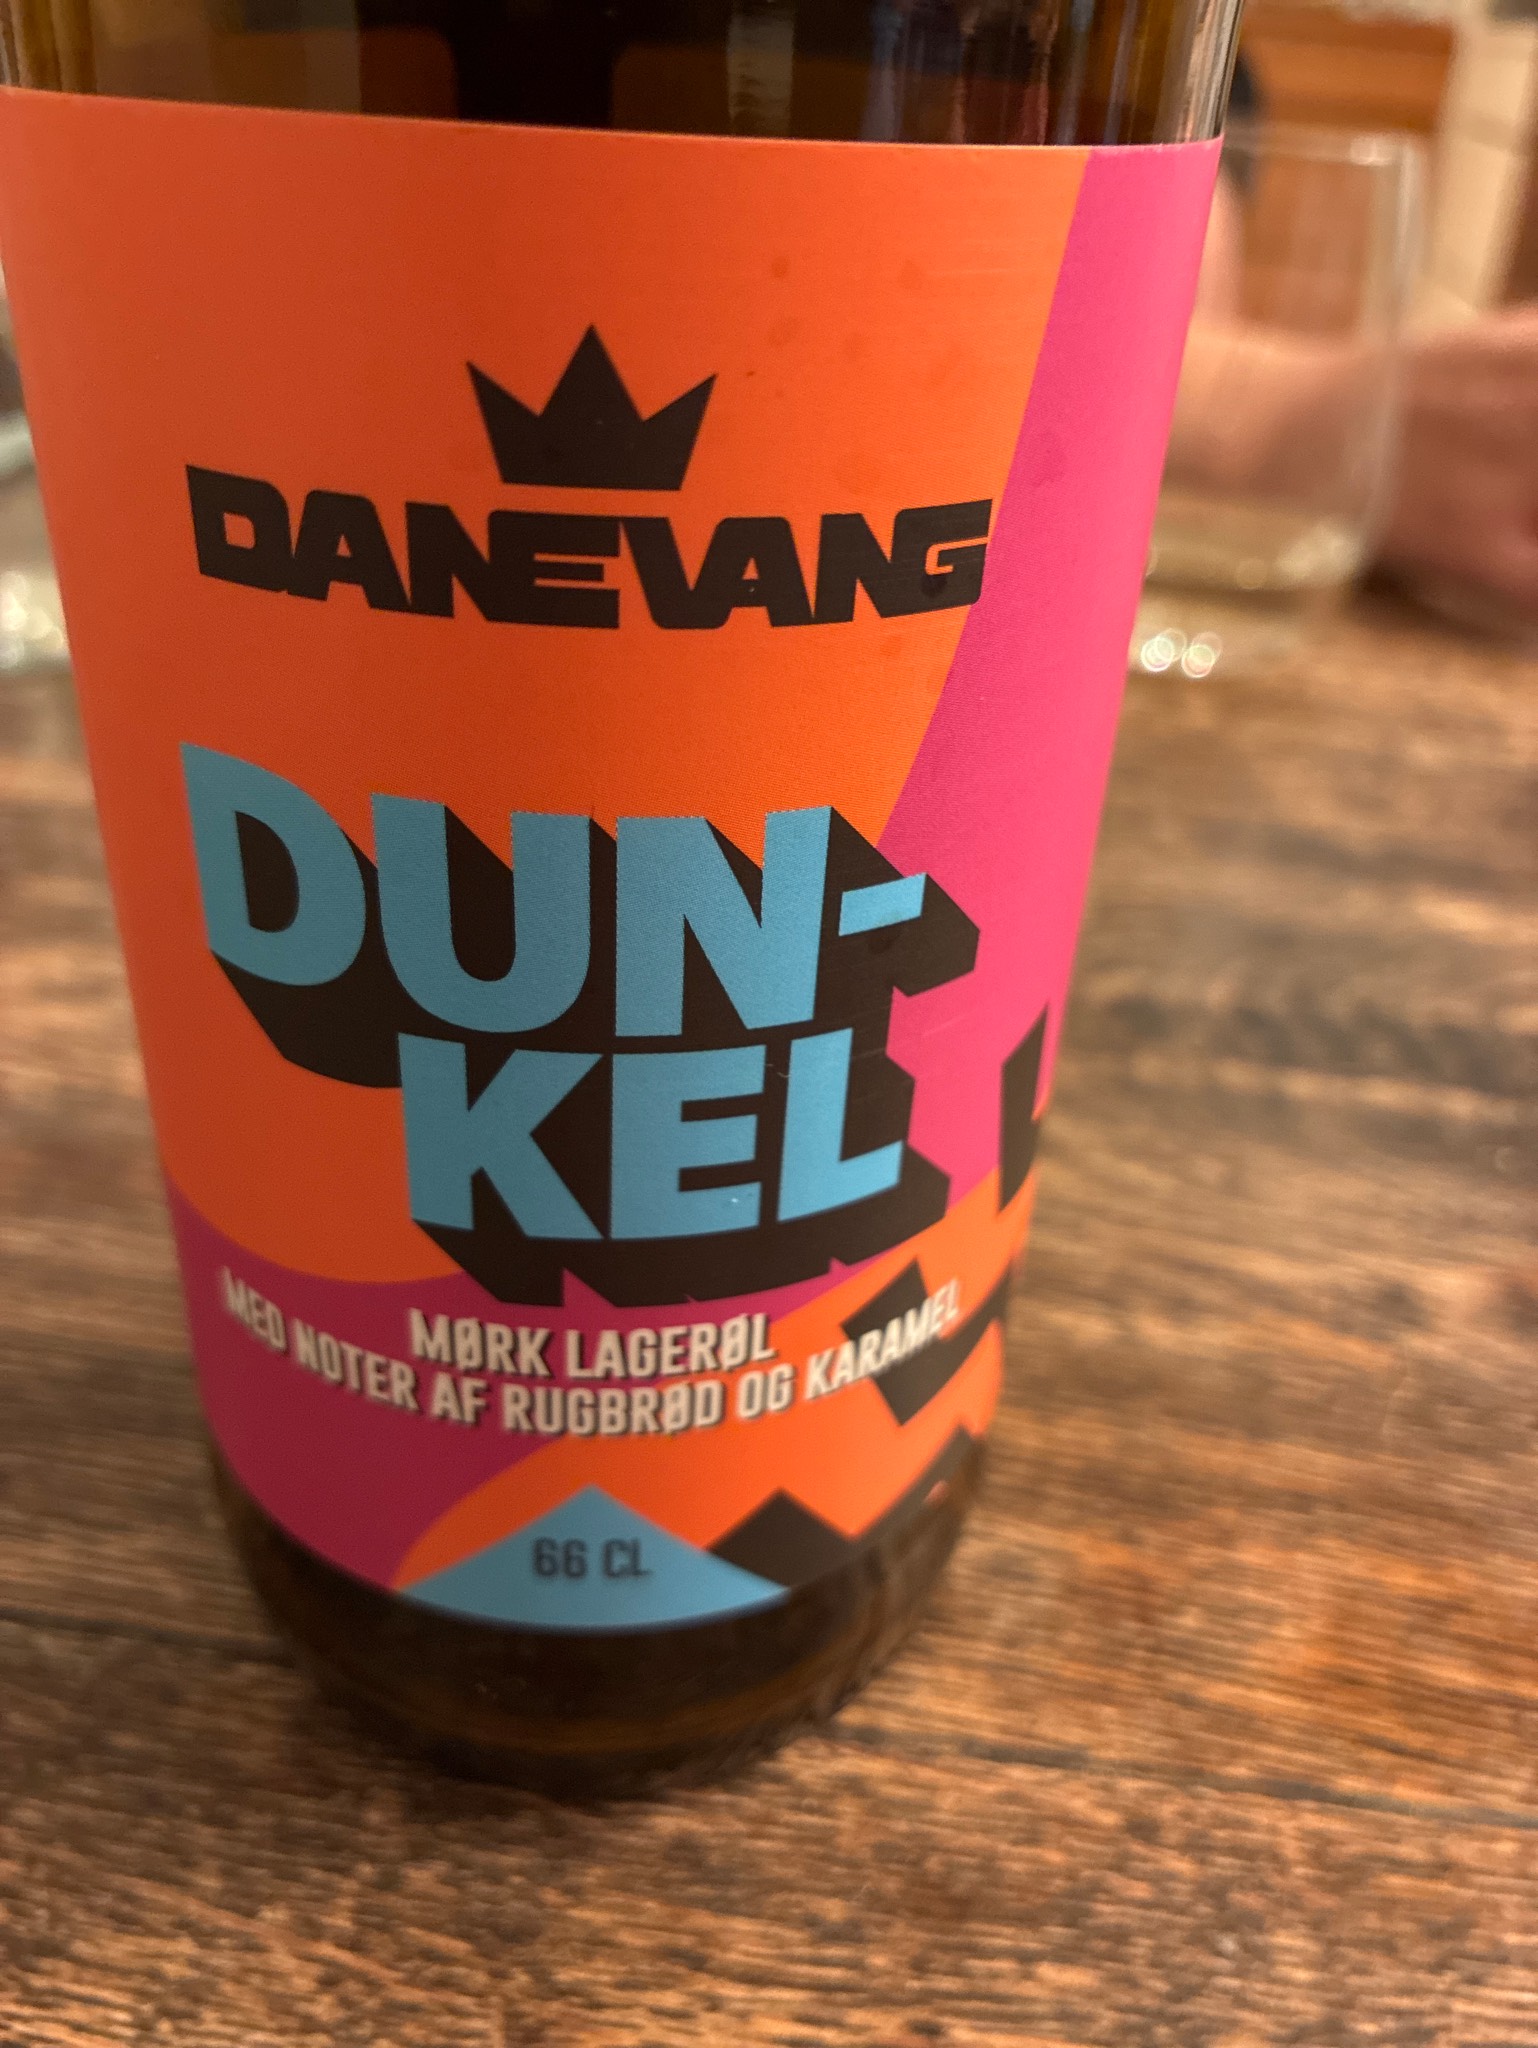 DANEVANG
DUN-
KEL
MØRK LAGERØL
MED NOTER AF RUGBRØD OG KARAMEL
66 CL